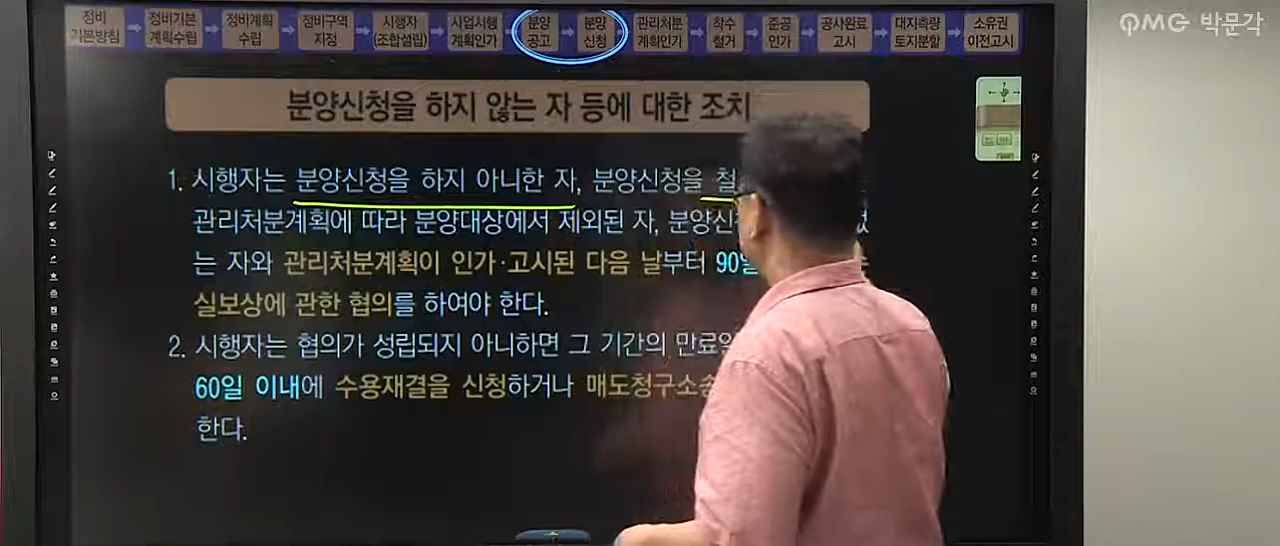 정비 기본방침
정비기본 계획수립
정비계획 수립
정비구역 지정
시행자 (조합설립)
사업시행 계획인가
분양 공고
분양 신청
관리처분 계획인가
착수 철거
준공 인가
공사완료 고시
대지측량 토지분할
소유권 이전고시
QMG 박문각
분양신청을 하지 않는 자 등에 대한 조치
1. 시행자는 분양신청을 하지 아니한 자, 분양신청을 철
관리처분계획에 따라 분양대상에서 제외된 자, 분양신
는 자와 관리처분계획이 인가·고시된 다음 날부터 90일
실보상에 관한 협의를 하여야 한다.
2. 시행자는 협의가 성립되지 아니하면 그 기간의 만료일
60일 이내에 수용재결을 신청하거나 매도청구소송
한다.